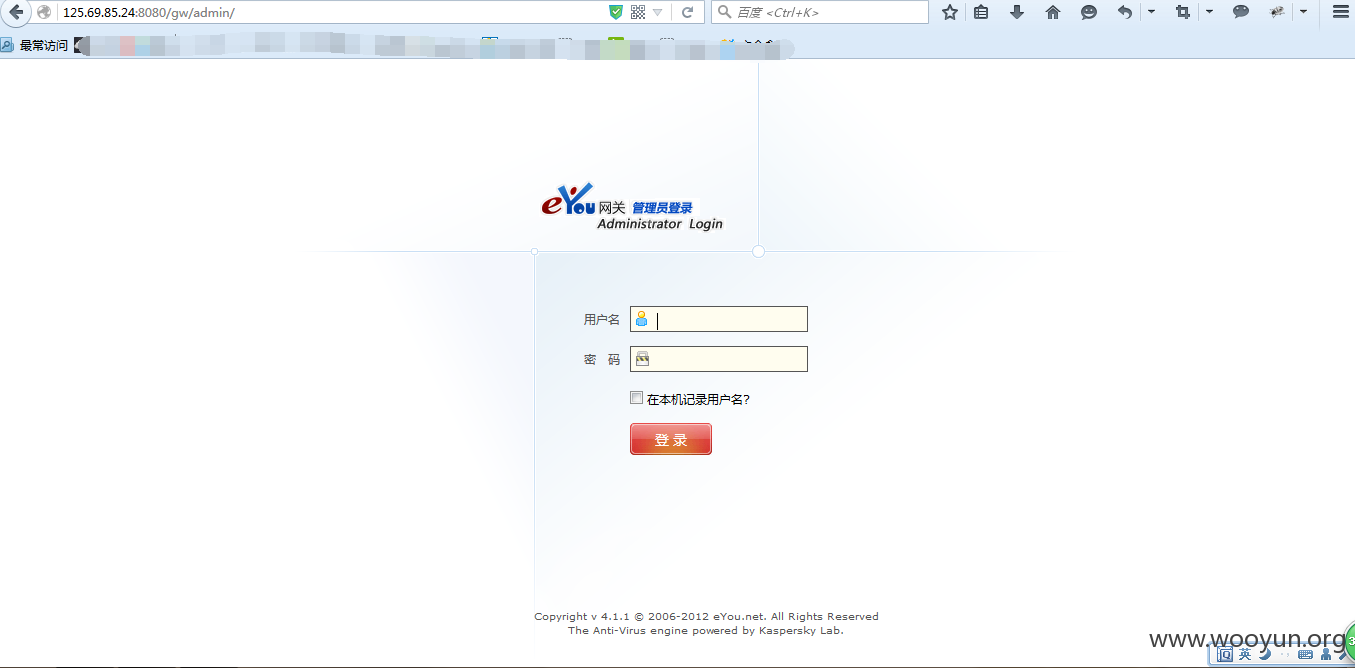 125.69.85.24:8080/gw/admin/
百度 <Ctrl+K>
最常访问
eYou 网关 管理员登录
Administrator Login
用户名
密 码
在本机记录用户名?
登 录
Copyright v 4.1.1 © 2006-2012 eYou.net. All Rights Reserved
The Anti-Virus engine powered by Kaspersky Lab.
www.wooyun.org
英